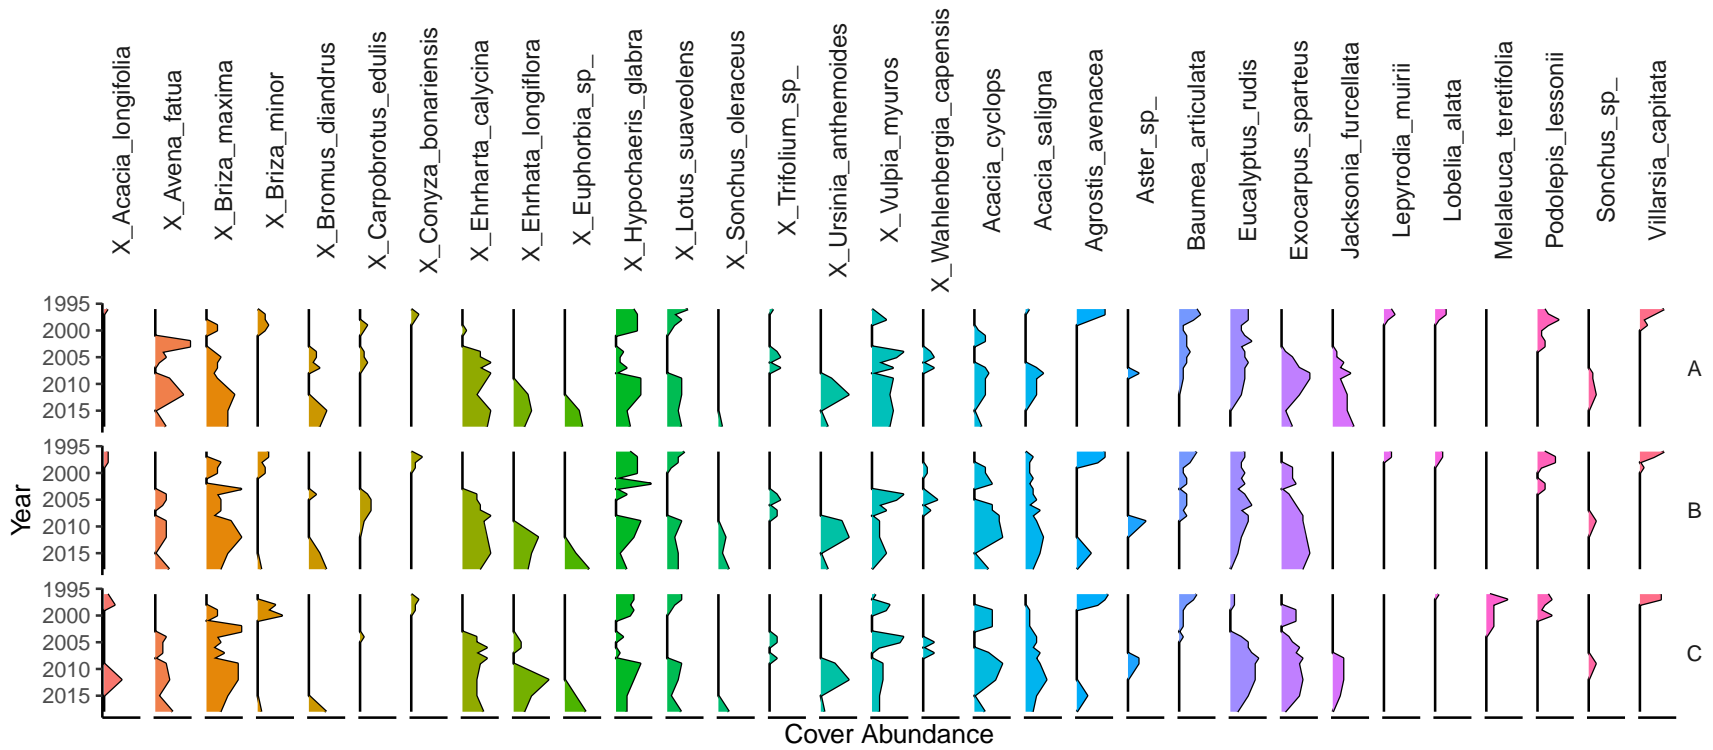 X_Acacia_longifolia
X_Avena_fatua
X_Briza_maxima
X_Briza_minor
X_Bromus_diandrus
X_Carpoborotus_edulis
X_Conyza_bonariensis
X_Ehrharta_calycina
X_Ehrhata_longiflora
X_Euphorbia_sp_
X_Hypochaeris_glabra
X_Lotus_suaveolens
X_Sonchus_oleraceus
X_Trifolium_sp_
X_Ursinia_anthemoides
X_Vulpia_myuros
X_Wahlenbergia_capensis
Acacia_cyclops
Acacia_saligna
Agrostis_avenacea
Aster_sp_
Baumea_articulata
Eucalyptus_rudis
Exocarpus_sparteus
Jacksonia_furcellata
Lepyrodia_muirii
Lobelia_alata
Melaleuca_teretifolia
Podolepis_lessonii
Sonchus_sp_
Villarsia_capitata
Year
1995
2000
2005
2010
2015
A
1995
2000
2005
2010
2015
B
1995
2000
2005
2010
2015
C
Cover Abundance